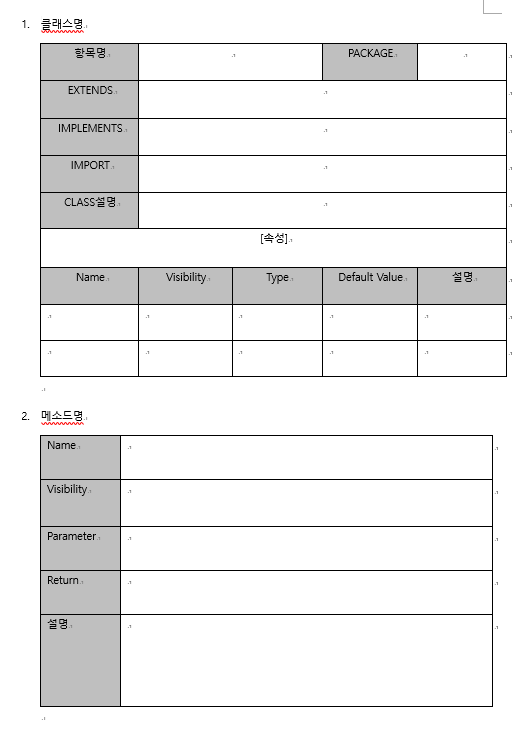 1. 클래스명
항목명 PACKAGE
EXTENDS
IMPLEMENTS
IMPORT
CLASS설명
[속성]
Name Visibility Type Default Value 설명
2. 메소드명
Name
Visibility
Parameter
Return
설명